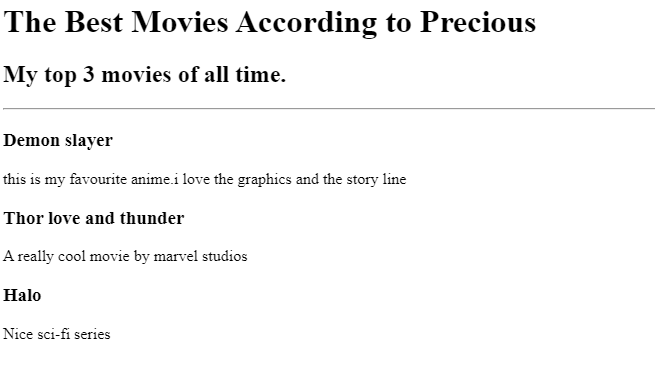 The Best Movies According to Precious
My top 3 movies of all time.
Demon slayer
this is my favourite anime.i love the graphics and the story line
Thor love and thunder
A really cool movie by marvel studios
Halo
Nice sci-fi series